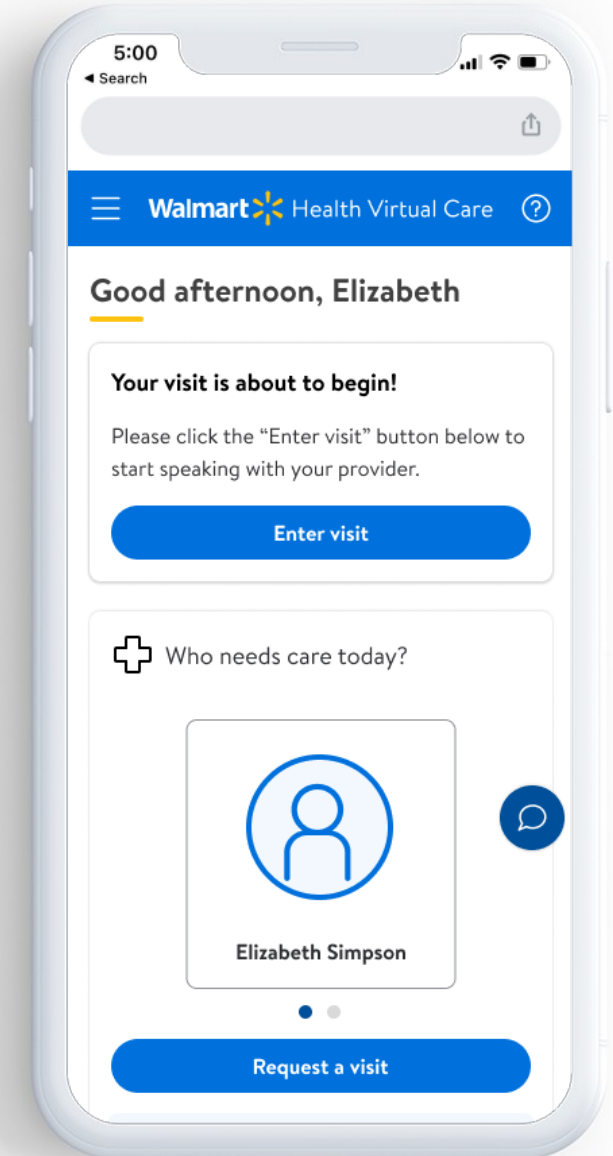 5:00
◀ Search
Walmart Health Virtual Care ?
Good afternoon, Elizabeth
Your visit is about to begin!
Please click the “Enter visit” button below to
start speaking with your provider.
Enter visit
Who needs care today?
Elizabeth Simpson
Request a visit